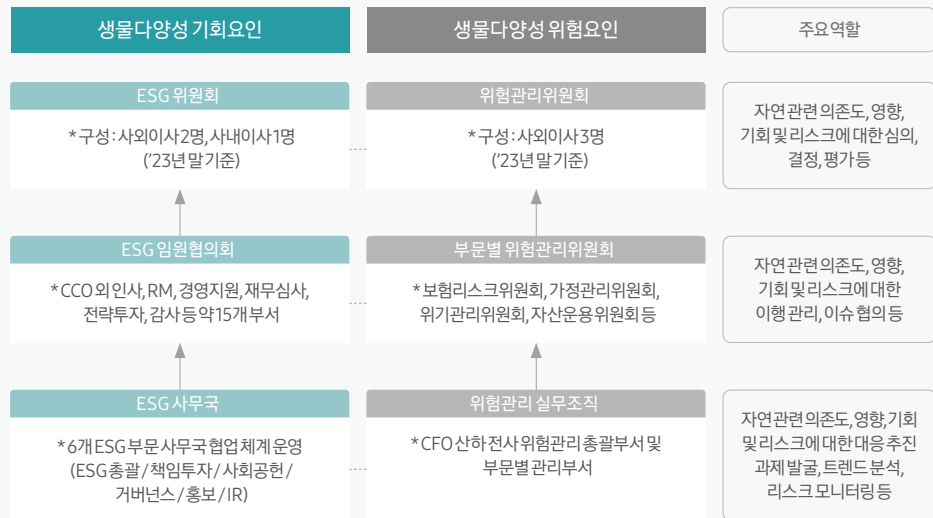 생물다양성 기회요인
생물다양성 위험요인
주요역할
ESG 위원회
* 구성 : 사외이사 2명, 사내이사 1명
('23년 말 기준)
위험관리위원회
* 구성 : 사외이사 3명
('23년 말 기준)
자연 관련 의존도, 영향,
기회 및 리스크에 대한 심의,
결정, 평가 등
ESG 임원협의회
* CCO 외 인사, RM, 경영지원, 재무심사,
전략투자, 감사 등 약 15개 부서
부문별 위험관리위원회
* 보험리스크위원회, 가정관리위원회,
위기관리위원회, 자산운용위원회 등
자연 관련 의존도, 영향,
기회 및 리스크에 대한
이행 관리, 이슈 협의 등
ESG 사무국
* 6개 ESG 부문 사무국 협업 체계 운영
(ESG 총괄 / 책임투자 / 사회공헌 /
거버넌스 / 홍보 / IR)
위험관리 실무조직
* CFO 산하 전사 위험관리 총괄부서 및
부문별 관리부서
자연 관련 의존도, 영향, 기회
및 리스크에 대한 대응 추진
과제 발굴, 트렌드 분석,
리스크 모니터링 등